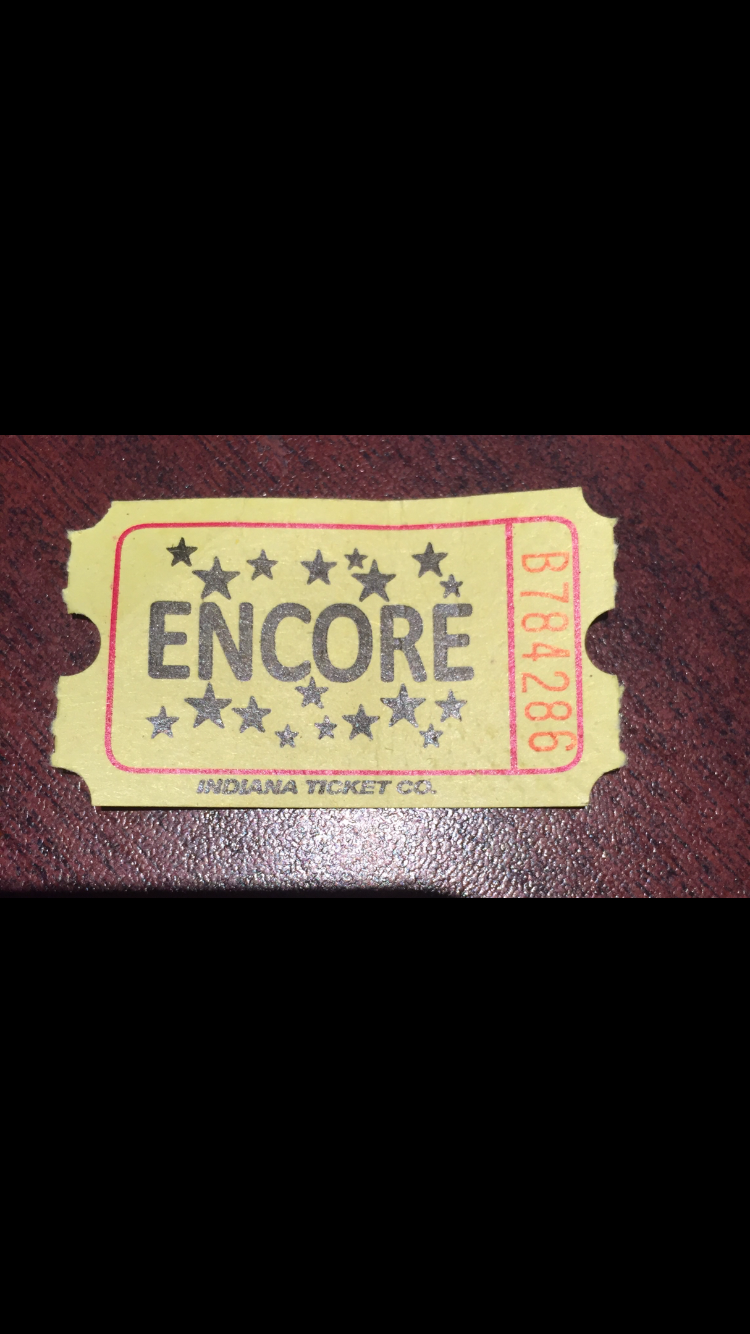 ENCORE
INDIANA TICKET CO.
B784286